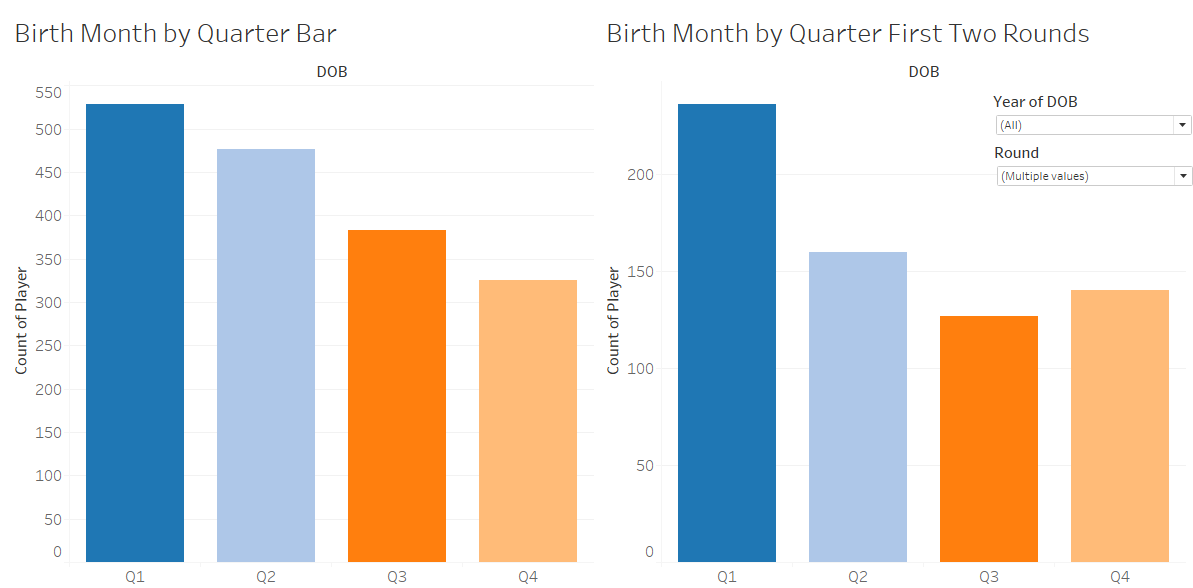 Birth Month by Quarter Bar
DOB
550
500
450
400
350
300
250
200
150
100
50
0
Count of Player
Q1 Q2 Q3 Q4
Birth Month by Quarter First Two Rounds
DOB
Year of DOB
(All)
Round
(Multiple values)
200
150
100
50
0
Count of Player
Q1 Q2 Q3 Q4